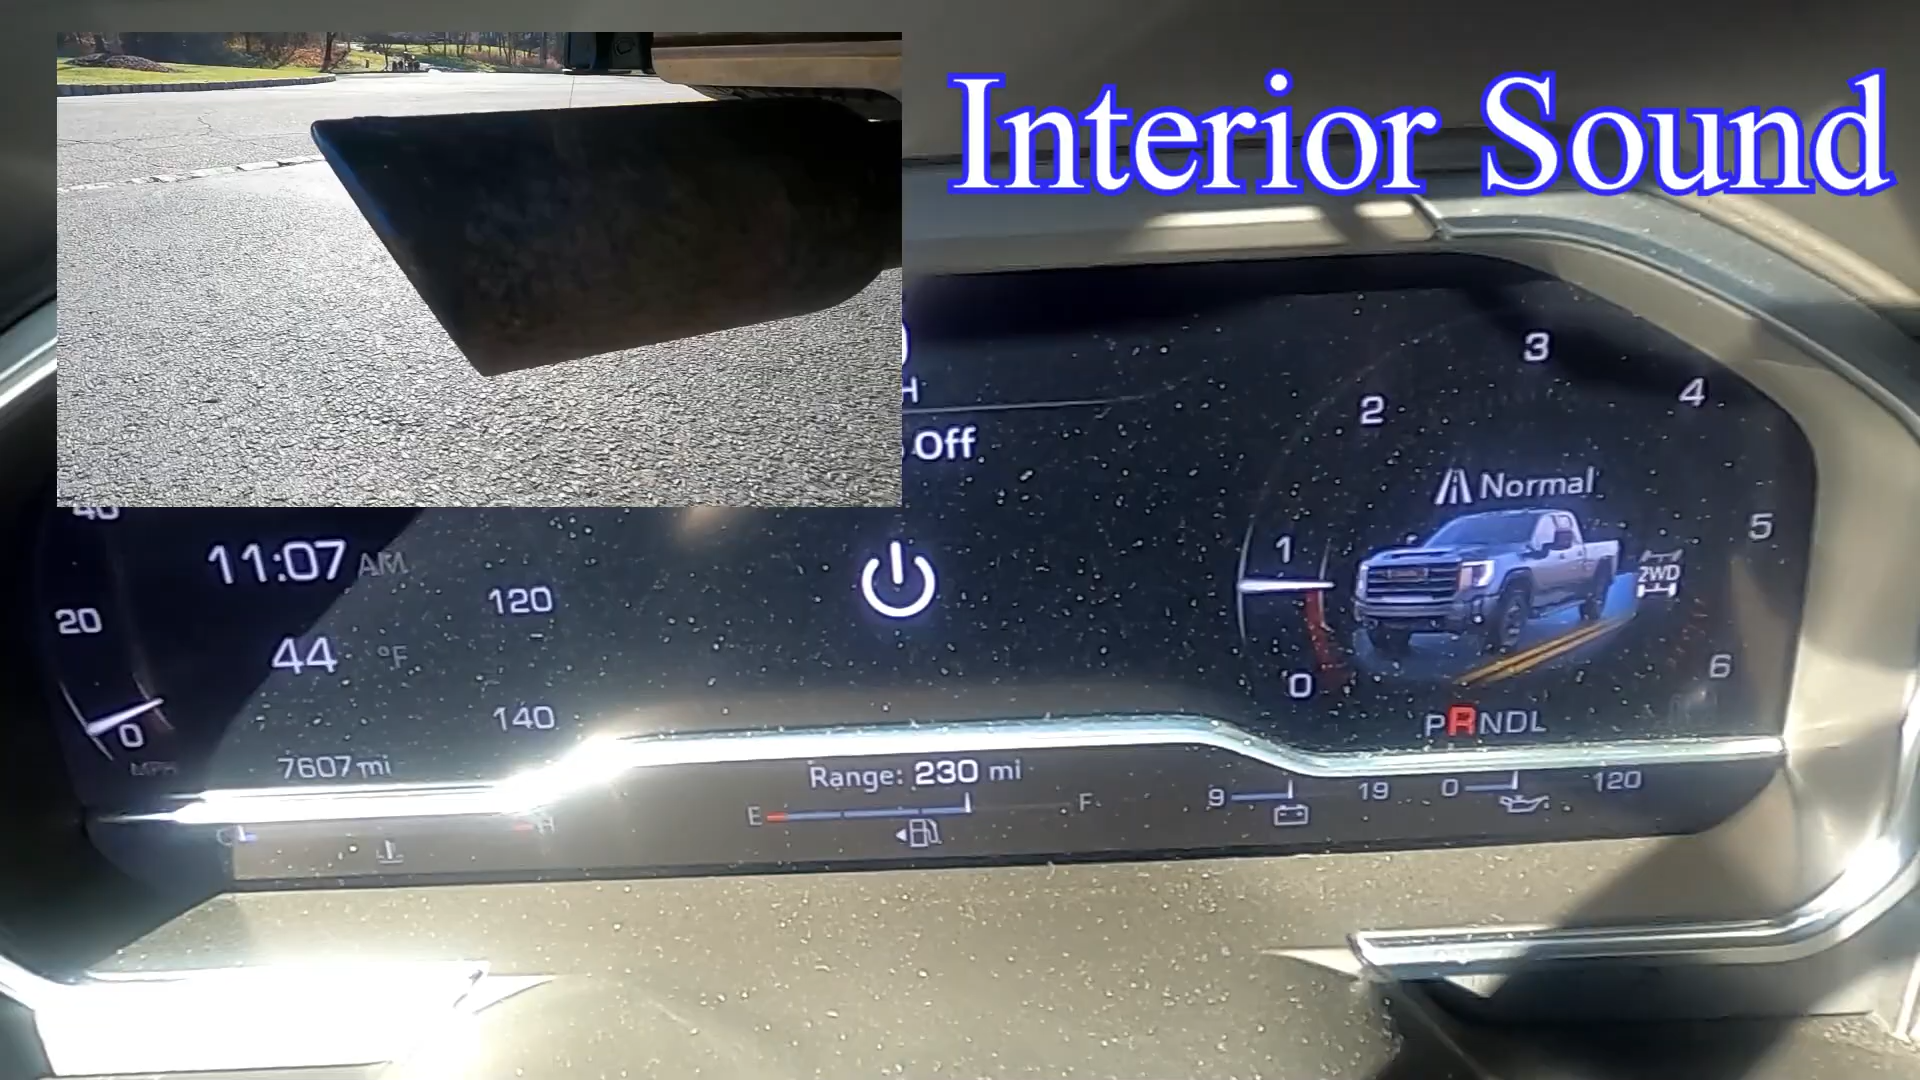 Interior Sound
H
Off
3
4
2
Normal
5
40
11:07 AM
1
2WD
120
20
44 °F
0
6
140
0
PRNDL
MPH
7607 mi
Range: 230 mi
E
F
9
19
0
120
H